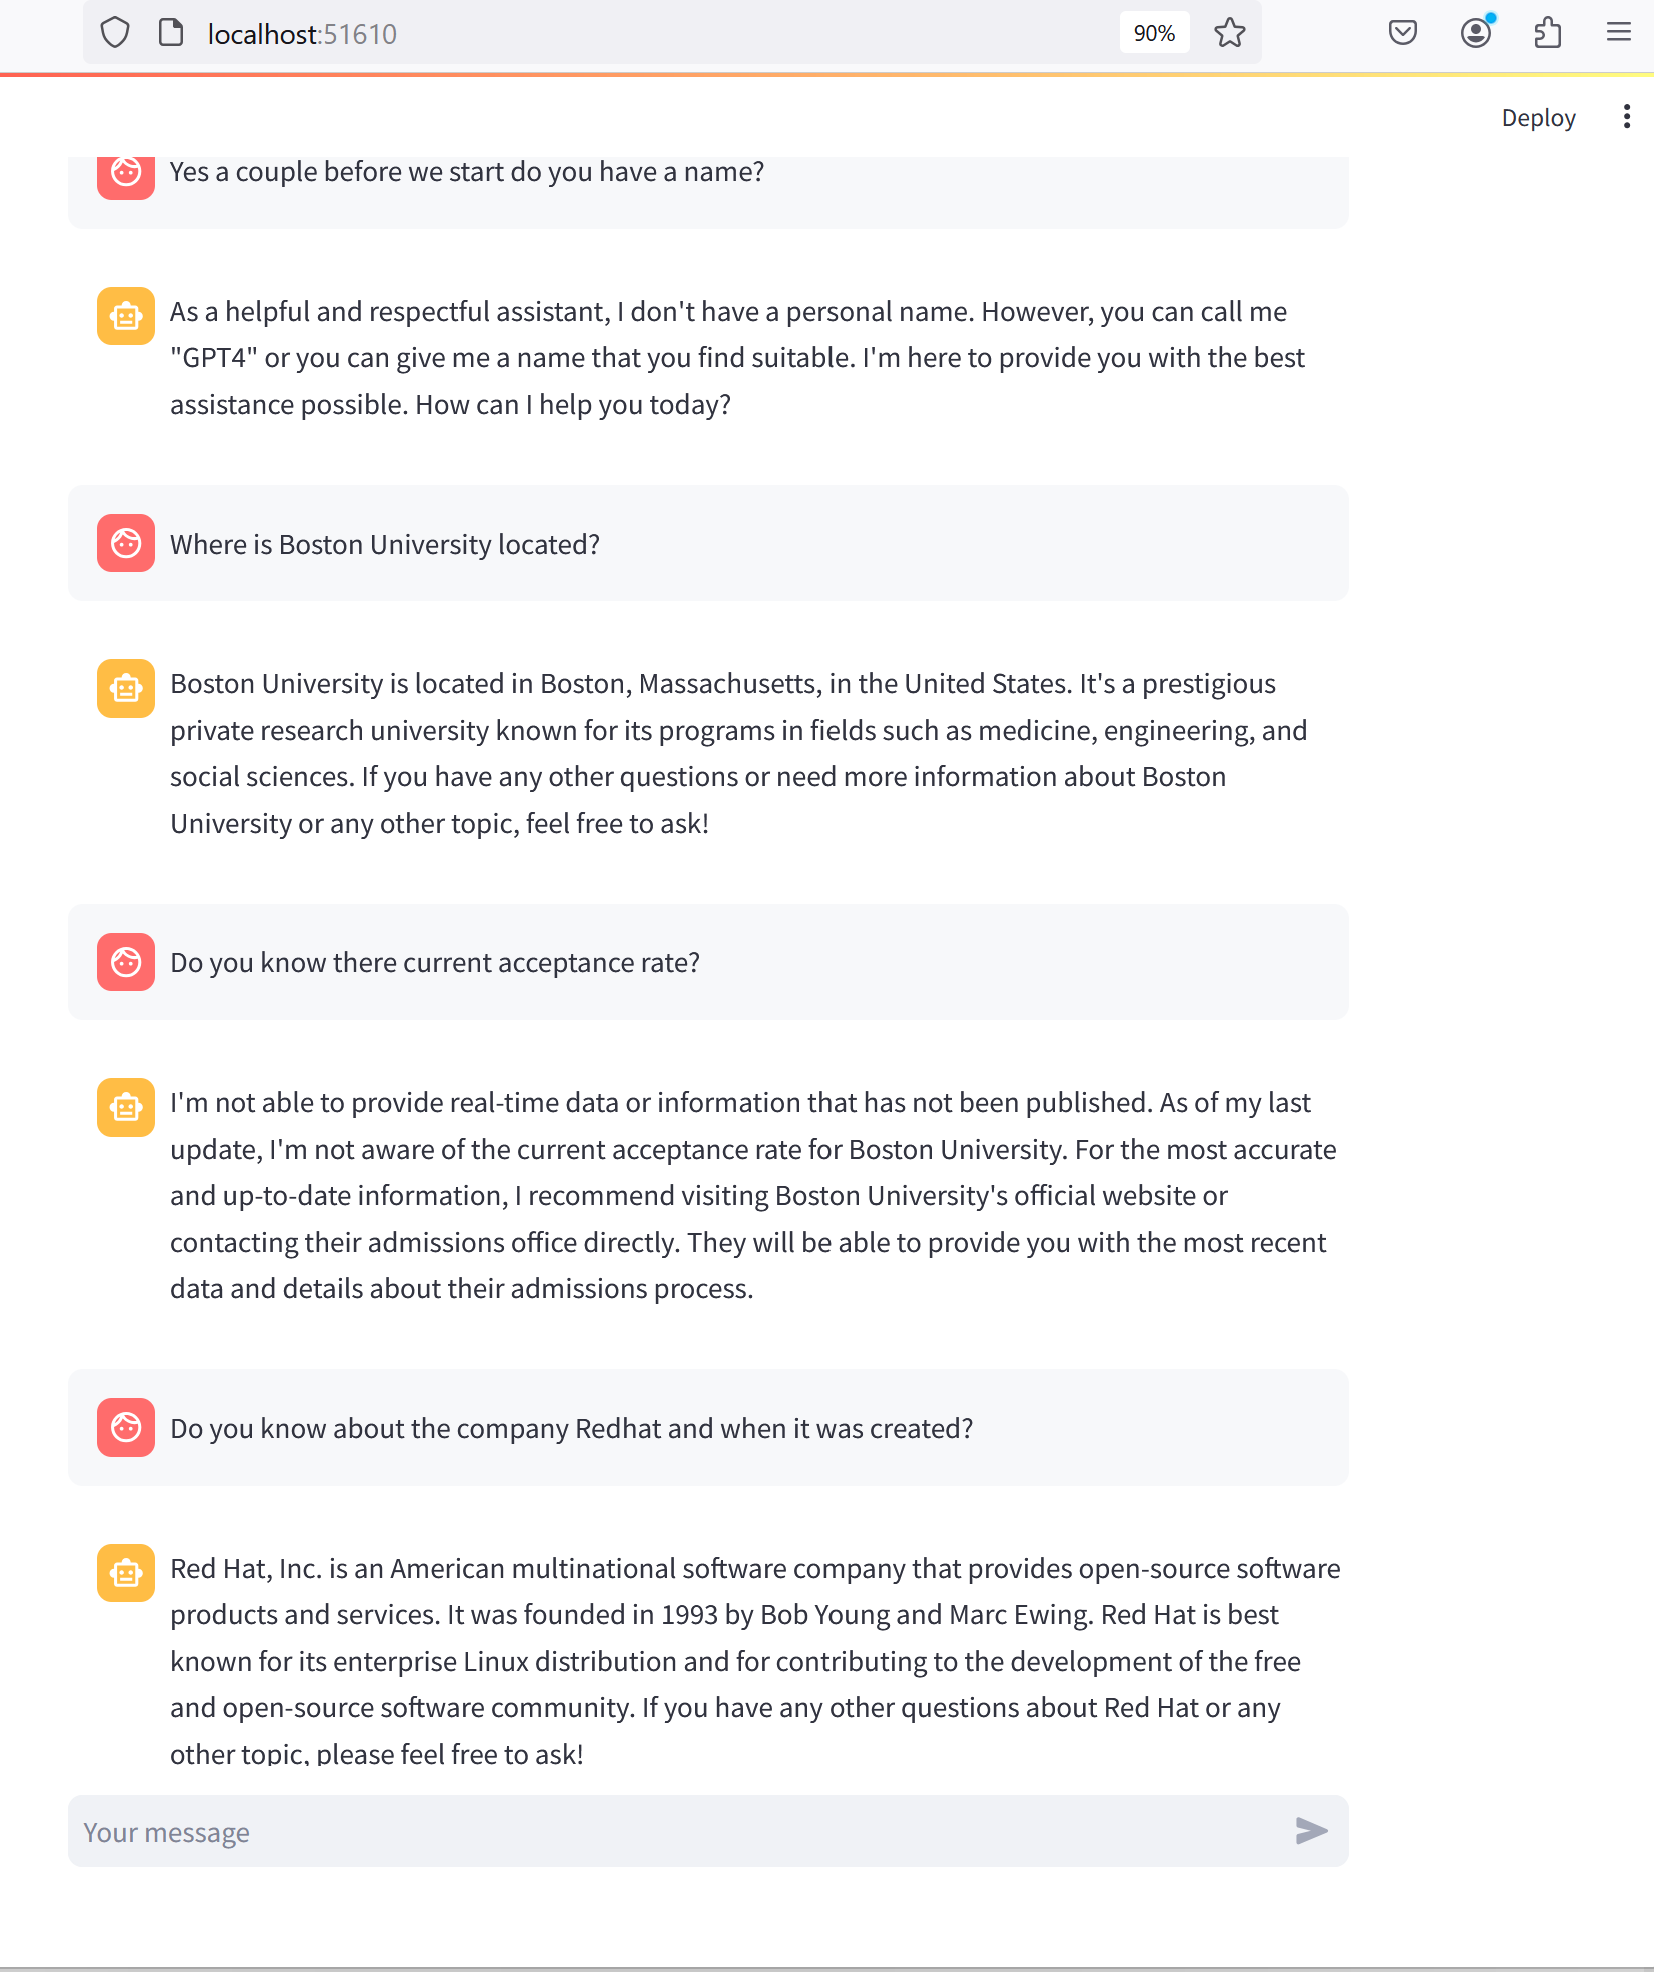 localhost:51610
90%
Deploy
Yes a couple before we start do you have a name?
As a helpful and respectful assistant, I don't have a personal name. However, you can call me
"GPT4" or you can give me a name that you find suitable. I'm here to provide you with the best
assistance possible. How can I help you today?
Where is Boston University located?
Boston University is located in Boston, Massachusetts, in the United States. It's a prestigious
private research university known for its programs in fields such as medicine, engineering, and
social sciences. If you have any other questions or need more information about Boston
University or any other topic, feel free to ask!
Do you know there current acceptance rate?
I'm not able to provide real-time data or information that has not been published. As of my last
update, I'm not aware of the current acceptance rate for Boston University. For the most accurate
and up-to-date information, I recommend visiting Boston University's official website or
contacting their admissions office directly. They will be able to provide you with the most recent
data and details about their admissions process.
Do you know about the company Redhat and when it was created?
Red Hat, Inc. is an American multinational software company that provides open-source software
products and services. It was founded in 1993 by Bob Young and Marc Ewing. Red Hat is best
known for its enterprise Linux distribution and for contributing to the development of the free
and open-source software community. If you have any other questions about Red Hat or any
other topic, please feel free to ask!
Your message